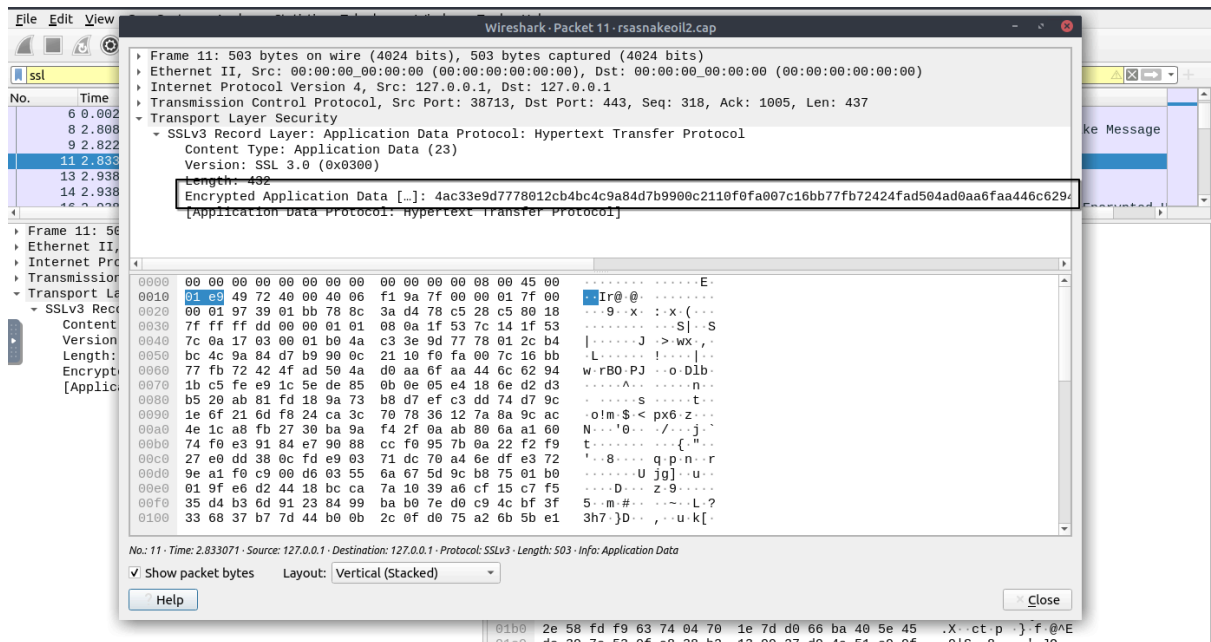 File Edit View
Wireshark · Packet 11 · rsasnakeoil2.cap
ssl
No. Time
6 0.002
8 2.808
9 2.822
11 2.833
13 2.938
14 2.938
ke Message
Frame 11: 50
Ethernet II,
Internet Pro
Transmission
Transport La
SSLv3 Reco
Content
Version
Length:
Encrypt
[Applic
Frame 11: 503 bytes on wire (4024 bits), 503 bytes captured (4024 bits)
Ethernet II, Src: 00:00:00_00:00:00 (00:00:00:00:00:00), Dst: 00:00:00_00:00:00 (00:00:00:00:00:00)
Internet Protocol Version 4, Src: 127.0.0.1, Dst: 127.0.0.1
Transmission Control Protocol, Src Port: 38713, Dst Port: 443, Seq: 318, Ack: 1005, Len: 437
Transport Layer Security
SSLv3 Record Layer: Application Data Protocol: Hypertext Transfer Protocol
Content Type: Application Data (23)
Version: SSL 3.0 (0x0300)
Length: 432
Encrypted Application Data […]: 4ac33e9d7778012cb4bc4c9a84d7b9900c2110f0fa007c16bb77fb72424fad504ad0aa6faa446c6294
[Application Data Protocol: Hypertext Transfer Protocol]
0000 00 00 00 00 00 00 00 00 00 00 00 00 08 00 45 00 ········ ······E·
0010 01 e9 49 72 40 00 40 06 f1 9a 7f 00 00 01 7f 00 ··Ir@·@· ········
0020 00 01 97 39 01 bb 78 8c 3a d4 78 c5 28 c5 80 18 ···9··x· :·x·(···
0030 7f ff ff dd 00 00 01 01 08 0a 1f 53 7c 14 1f 53 ········ ···S|··S
0040 7c 0a 17 03 00 01 b0 4a c3 3e 9d 77 78 01 2c b4 |······J ·>·wx·,·
0050 bc 4c 9a 84 d7 b9 90 0c 21 10 f0 fa 00 7c 16 bb ·L······ !····|··
0060 77 fb 72 42 4f ad 50 4a d0 aa 6f aa 44 6c 62 94 w·rBO·PJ ··o·Dlb·
0070 1b c5 fe e9 1c 5e de 85 0b 0e 05 e4 18 6e d2 d3 ·····^·· ·····n··
0080 b5 20 ab 81 fd 18 9a 73 b8 d7 ef c3 dd 74 d7 9c · ·····s ·····t··
0090 1e 6f 21 6d f8 24 ca 3c 70 78 36 12 7a 8a 9c ac ·o!m·$·< px6·z···
00a0 4e 1c a8 fb 27 30 ba 9a f4 2f 0a ab 80 6a a1 60 N···'0·· ·/···j·`
00b0 74 f0 e3 91 84 e7 90 88 cc f0 95 7b 0a 22 f2 f9 t······· ···{·"··
00c0 27 e0 dd 38 0c fd e9 03 71 dc 70 a4 6e df e3 72 '··8···· q·p·n··r
00d0 9e a1 f0 c9 00 d6 03 55 6a 67 5d 9c b8 75 01 b0 ·······U jg]··u··
00e0 01 9f e6 d2 44 18 bc ca 7a 10 39 a6 cf 15 c7 f5 ····D··· z·9·····
00f0 35 d4 b3 6d 91 23 84 99 ba b0 7e d0 c9 4c bf 3f 5··m·#·· ··~··L·?
0100 33 68 37 b7 7d 44 b0 0b 2c 0f d0 75 a2 6b 5b e1 3h7·}D·· ,··u·k[·
No.: 11 · Time: 2.833071 · Source: 127.0.0.1 · Destination: 127.0.0.1 · Protocol: SSLv3 · Length: 503 · Info: Application Data
Show packet bytes Layout: Vertical (Stacked)
Help
Close
01b0 2e 58 fd f9 63 74 04 70 1e 7d d0 66 ba 40 5e 45 .X··ct·p ·}·f·@^E